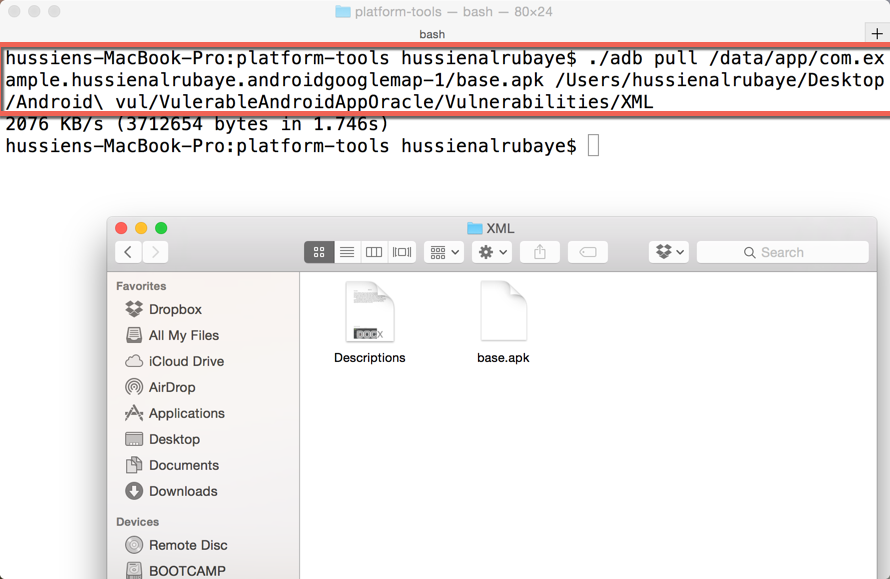 platform-tools — bash — 80×24
bash
+
hussiens-MacBook-Pro:platform-tools hussienalrubaye$ ./adb pull /data/app/com.ex
ample.hussienalrubaye.androidgooglemap-1/base.apk /Users/hussienalrubaye/Desktop
/Android\ vul/VulerableAndroidAppOracle/Vulnerabilities/XML
2076 KB/s (3712654 bytes in 1.746s)
hussiens-MacBook-Pro:platform-tools hussienalrubaye$
XML
Search
Favorites
Dropbox
All My Files
iCloud Drive
AirDrop
Applications
Desktop
Documents
Downloads
Devices
Remote Disc
BOOTCAMP
Descriptions
base.apk